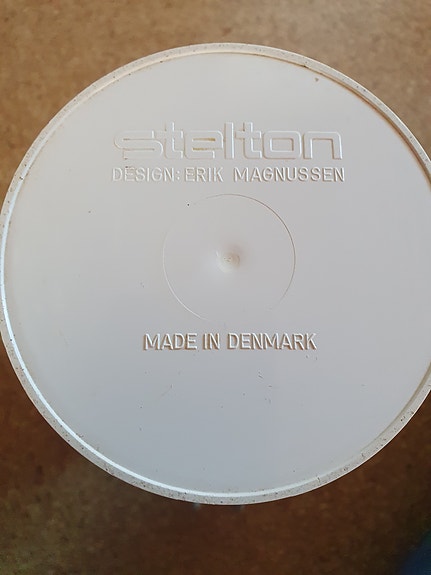 stelton
DESIGN: ERIK MAGNUSSEN
MADE IN DENMARK